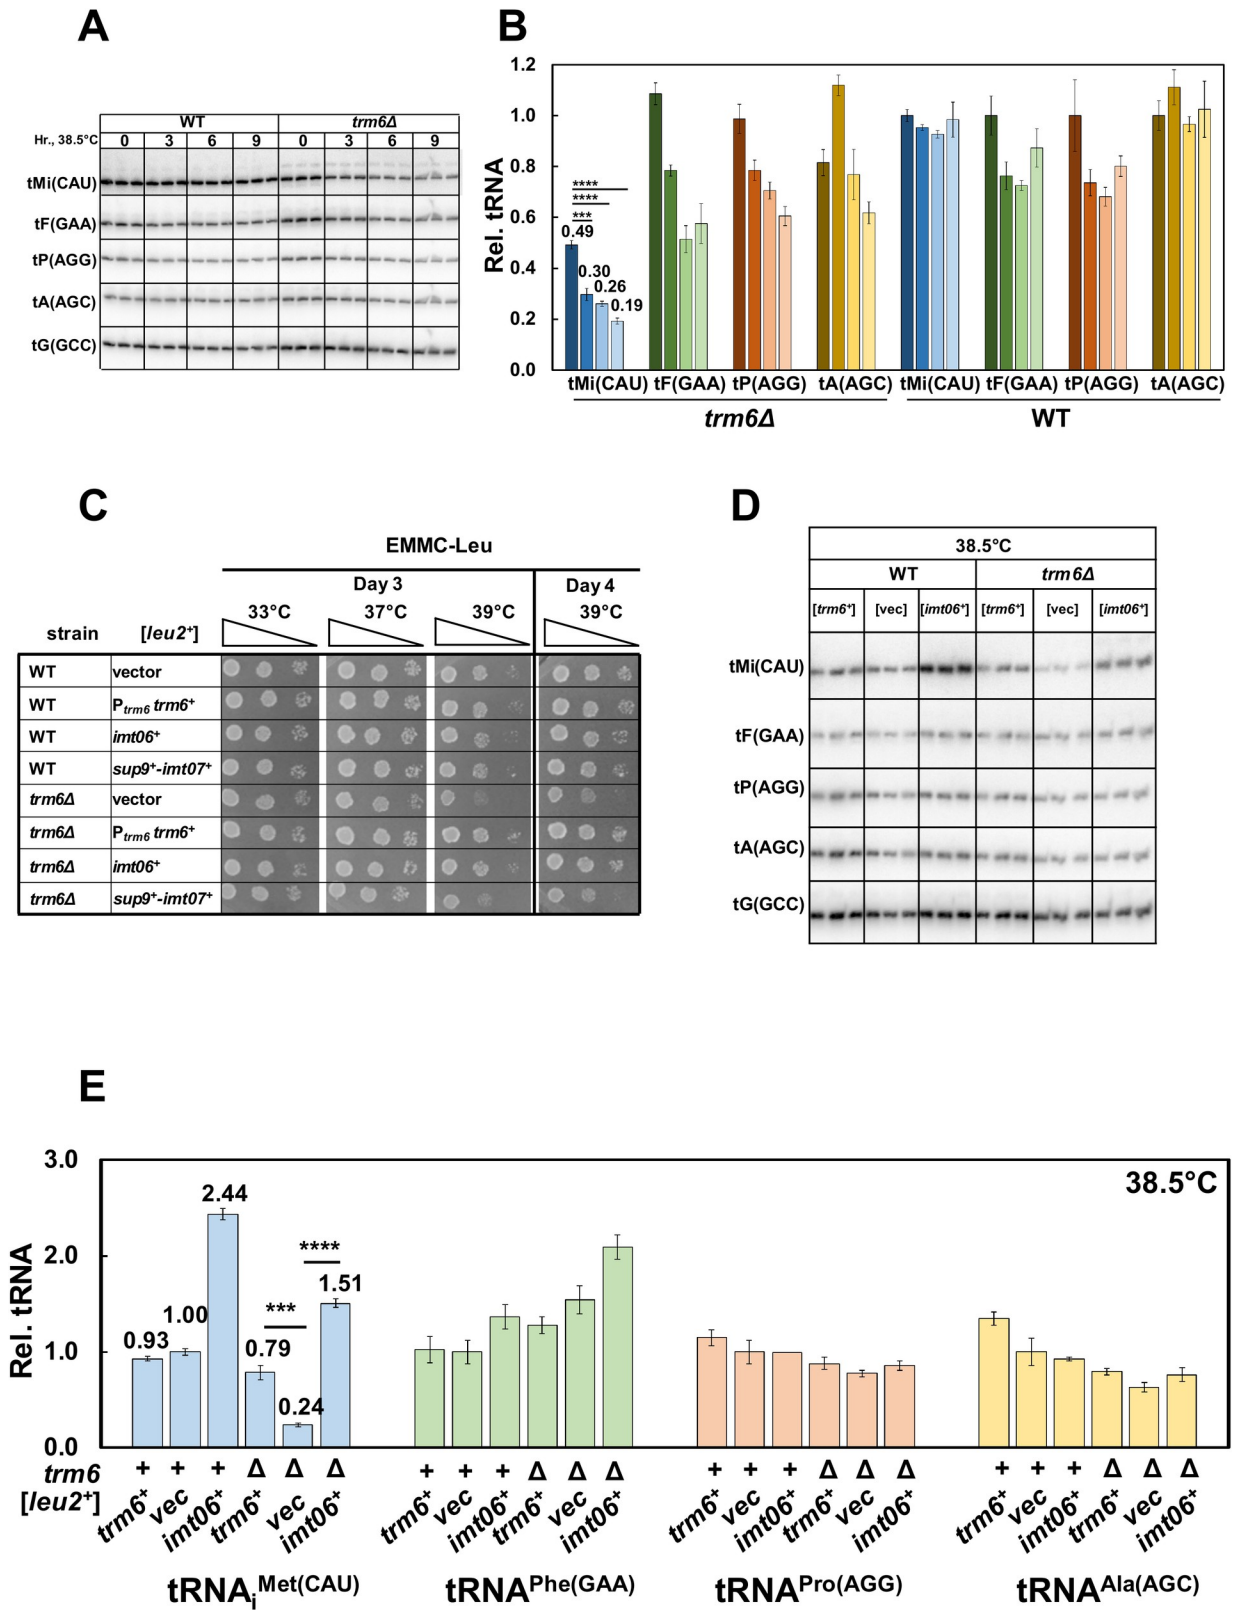 A
WT trm6Δ
Hr., 38.5°C 0 3 6 9 0 3 6 9
tMi(CAU)
tF(GAA)
tP(AGG)
tA(AGC)
tG(GCC)
B
Rel. tRNA
1.2
1.0
0.8
0.6
0.4
0.2
0.0
****
****
***
0.49
0.30
0.26
0.19
tMi(CAU) tF(GAA) tP(AGG) tA(AGC) tMi(CAU) tF(GAA) tP(AGG) tA(AGC)
trm6Δ WT
C
EMMC-Leu
Day 3 Day 4
33°C 37°C 39°C 39°C
strain [leu2+]
WT vector
WT Ptrm6 trm6+
WT imt06+
WT sup9+-imt07+
trm6Δ vector
trm6Δ Ptrm6 trm6+
trm6Δ imt06+
trm6Δ sup9+-imt07+
D
38.5°C
WT trm6Δ
[trm6+] [vec] [imt06+] [trm6+] [vec] [imt06+]
tMi(CAU)
tF(GAA)
tP(AGG)
tA(AGC)
tG(GCC)
E
38.5°C
Rel. tRNA
3.0
2.0
1.0
0.0
0.93
1.00
2.44
0.79
0.24
1.51
***
****
trm6 + + + Δ Δ Δ + + + Δ Δ Δ + + + Δ Δ Δ + + + Δ Δ Δ
[leu2+] trm6+ vec imt06+ trm6+ vec imt06+ trm6+ vec imt06+ trm6+ vec imt06+ trm6+ vec imt06+ trm6+ vec imt06+ trm6+ vec imt06+ trm6+ vec imt06+
tRNAiMet(CAU) tRNAPhe(GAA) tRNAPro(AGG) tRNAAla(AGC)